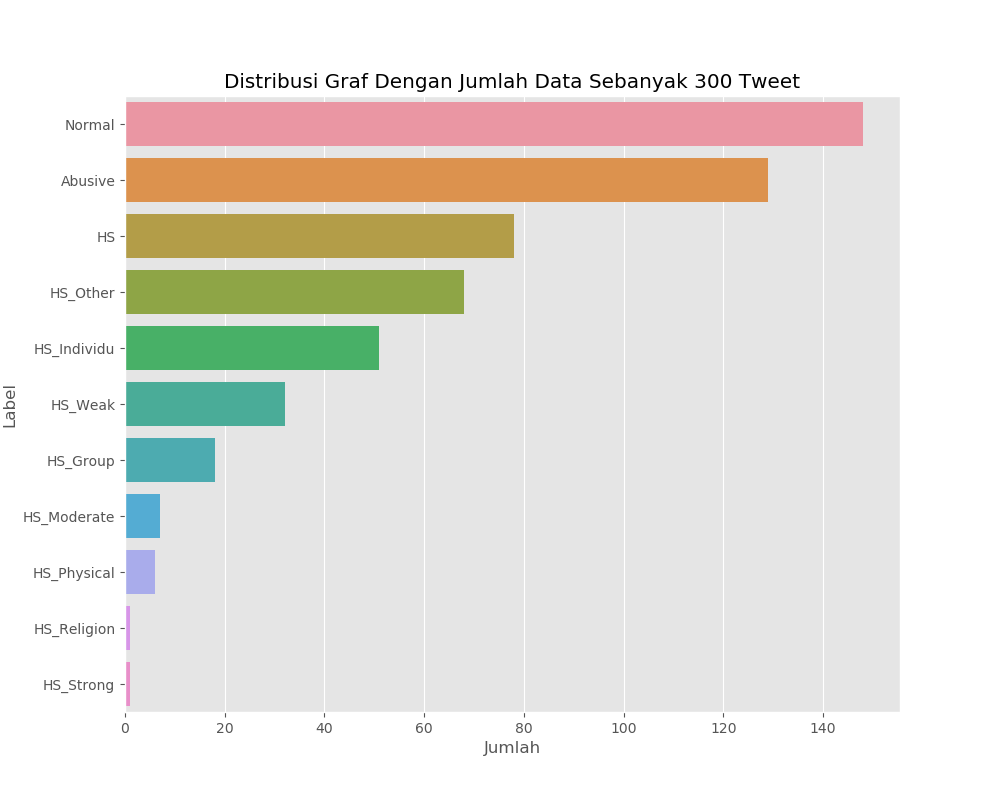 Distribusi Graf Dengan Jumlah Data Sebanyak 300 Tweet
Label
Normal
Abusive
HS
HS_Other
HS_Individu
HS_Weak
HS_Group
HS_Moderate
HS_Physical
HS_Religion
HS_Strong
0 20 40 60 80 100 120 140
Jumlah